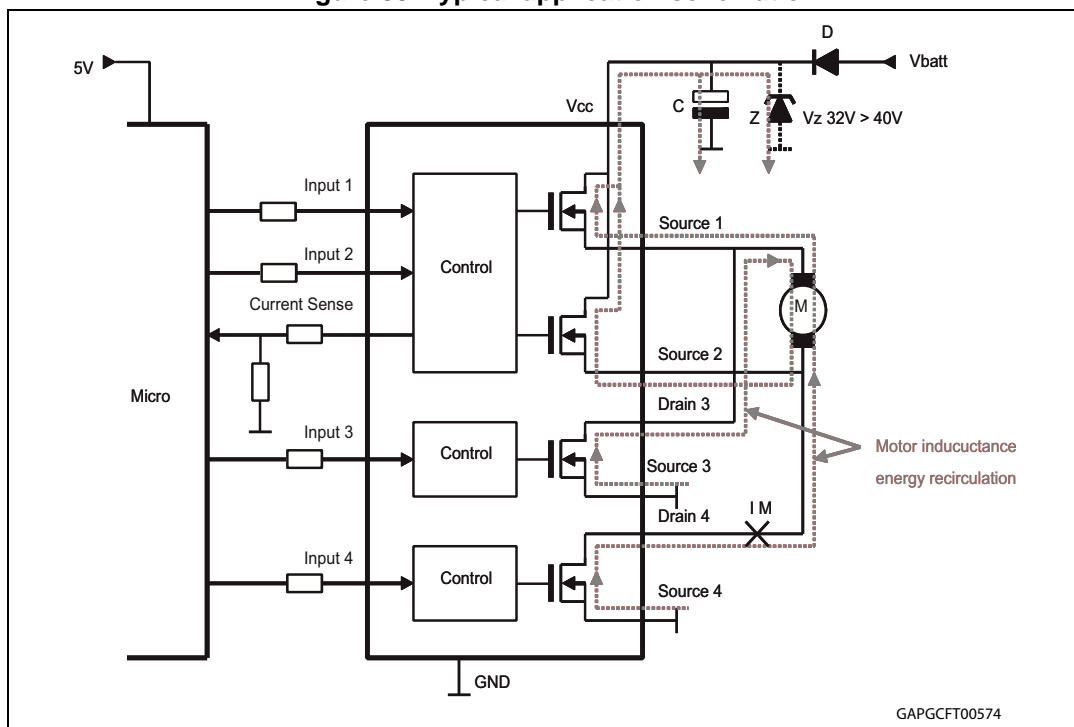 5V
D
Vbatt
Vcc
C
Z
Vz 32V > 40V
Input 1
Source 1
Input 2
Control
Current Sense
M
Source 2
Micro
Drain 3
Input 3
Control
Source 3
Motor inducuctance
energy recirculation
Drain 4
I M
Input 4
Control
Source 4
GND
GAPGCFT00574